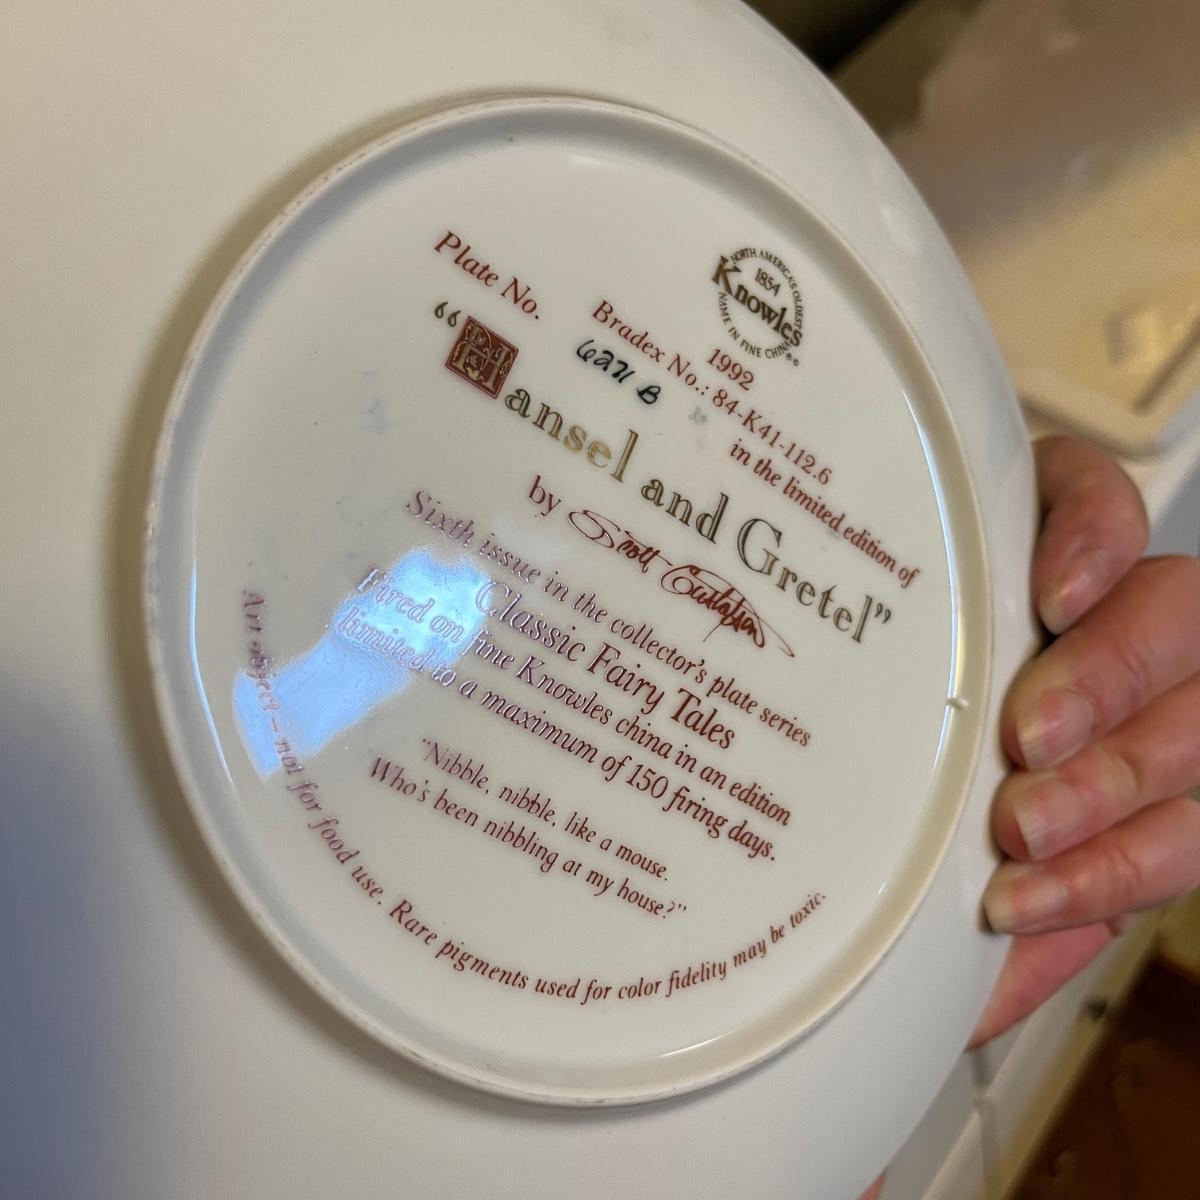 NORTH AMERICA'S OLDEST
1854
Knowles
NAME IN FINE CHINA ®
1992
Bradex No.: 84-K41-112.6
Plate No. 6271 B in the limited edition of
“Hansel and Gretel”
by Scott Gustafson
Sixth issue in the collector's plate series
Classic Fairy Tales
Fired on fine Knowles china in an edition
limited to a maximum of 150 firing days.
“Nibble, nibble, like a mouse.
Who's been nibbling at my house?”
Art object—not for food use. Rare pigments used for color fidelity may be toxic.